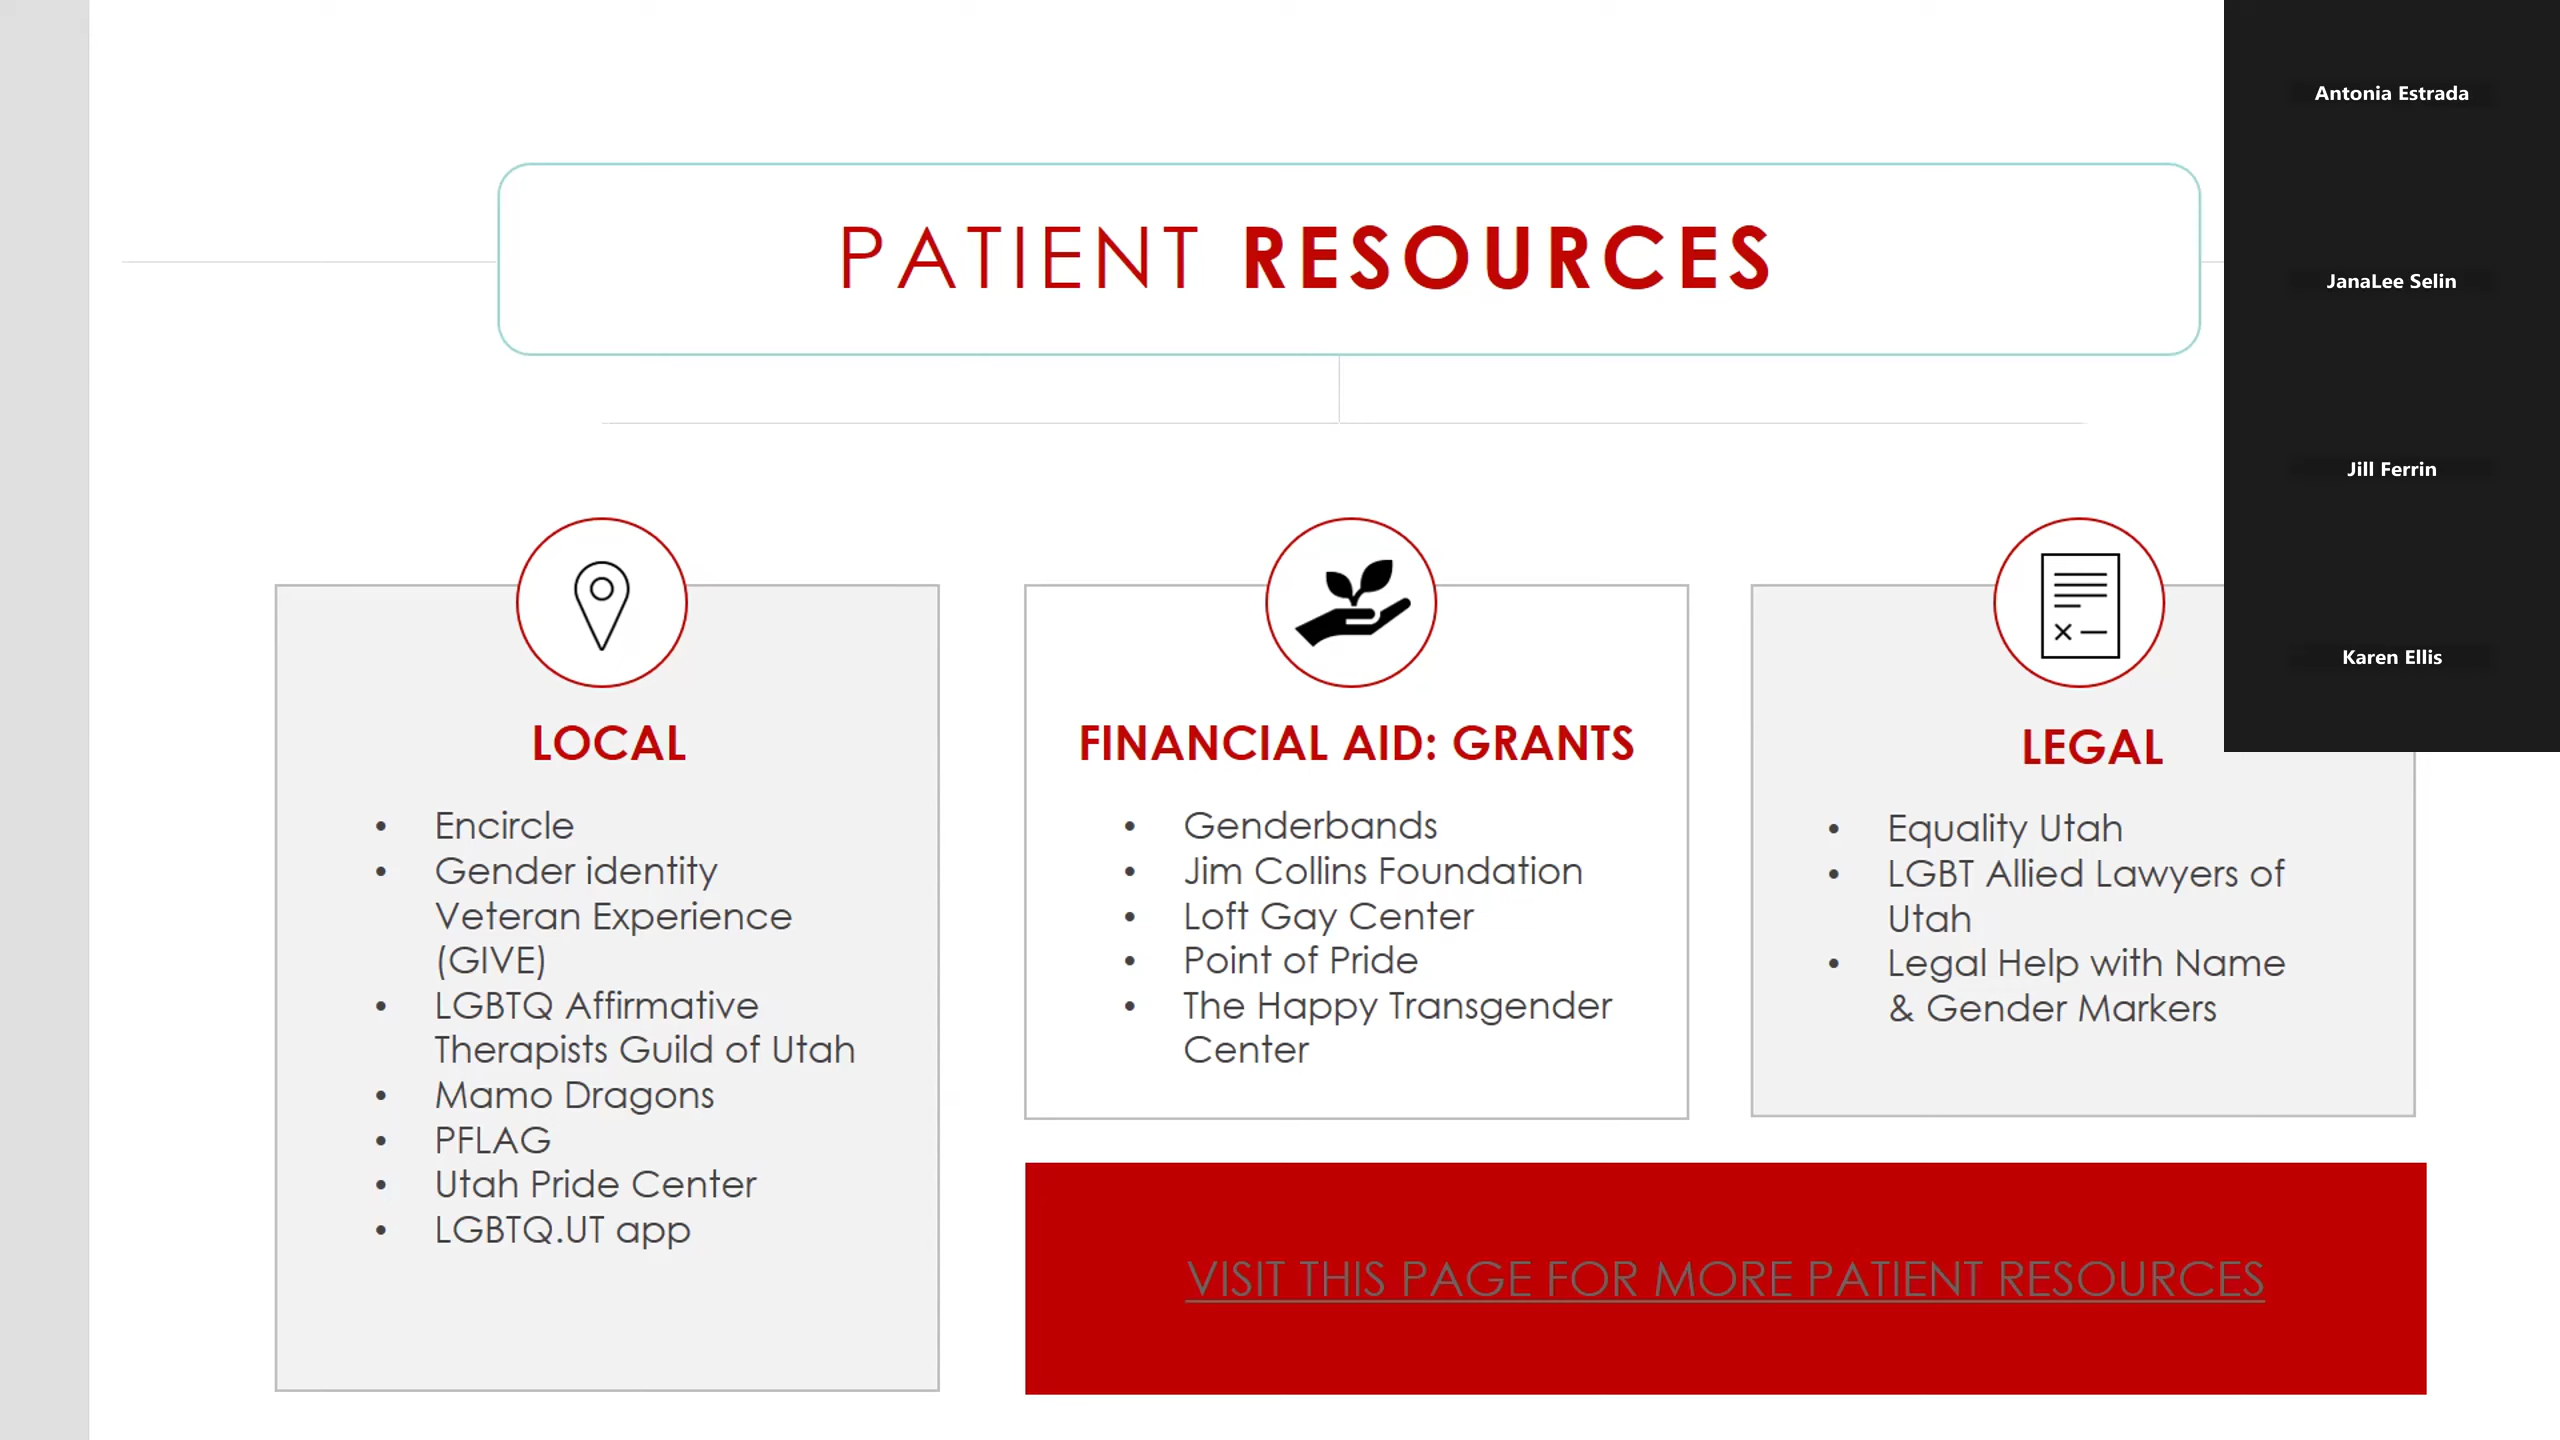 PATIENT RESOURCES
LOCAL
• Encircle
• Gender identity
Veteran Experience
(GIVE)
• LGBTQ Affirmative
Therapists Guild of Utah
• Mamo Dragons
• PFLAG
• Utah Pride Center
• LGBTQ.UT app
FINANCIAL AID: GRANTS
• Genderbands
• Jim Collins Foundation
• Loft Gay Center
• Point of Pride
• The Happy Transgender
Center
LEGAL
• Equality Utah
• LGBT Allied Lawyers of
Utah
• Legal Help with Name
& Gender Markers
VISIT THIS PAGE FOR MORE PATIENT RESOURCES
Antonia Estrada
JanaLee Selin
Jill Ferrin
Karen Ellis